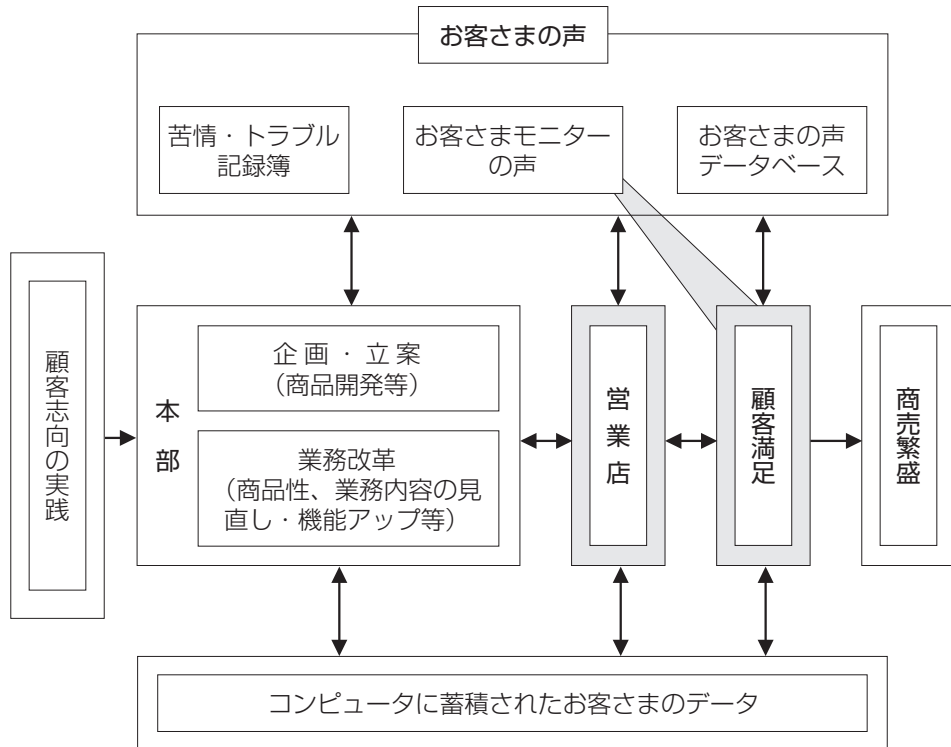 お客さまの声
苦情・トラブル
記録簿
お客さまモニター
の声
お客さまの声
データベース
顧客志向の実践
本部
企画・立案
(商品開発等)
業務改革
(商品性、業務内容の見
直し・機能アップ等)
営業店
顧客満足
商売繁盛
コンピュータに蓄積されたお客さまのデータ